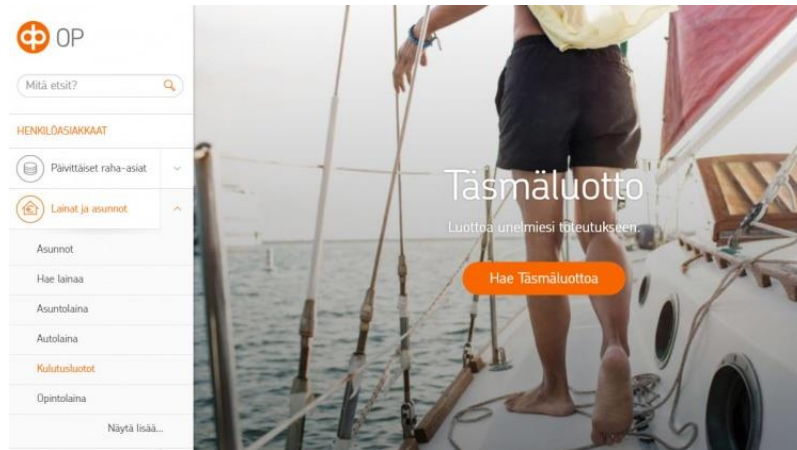 OP
Mitä etsit?
HENKILÖASIAKKAAT
Päivittäiset raha-asiat
Lainat ja asunnot
Asunnot
Hae lainaa
Asuntolaina
Autolaina
Kulutusluotot
Opintolaina
Näytä lisää...
Täsmäluotto
Luottoa unelmiesi toteutukseen.
Hae Täsmäluottoa